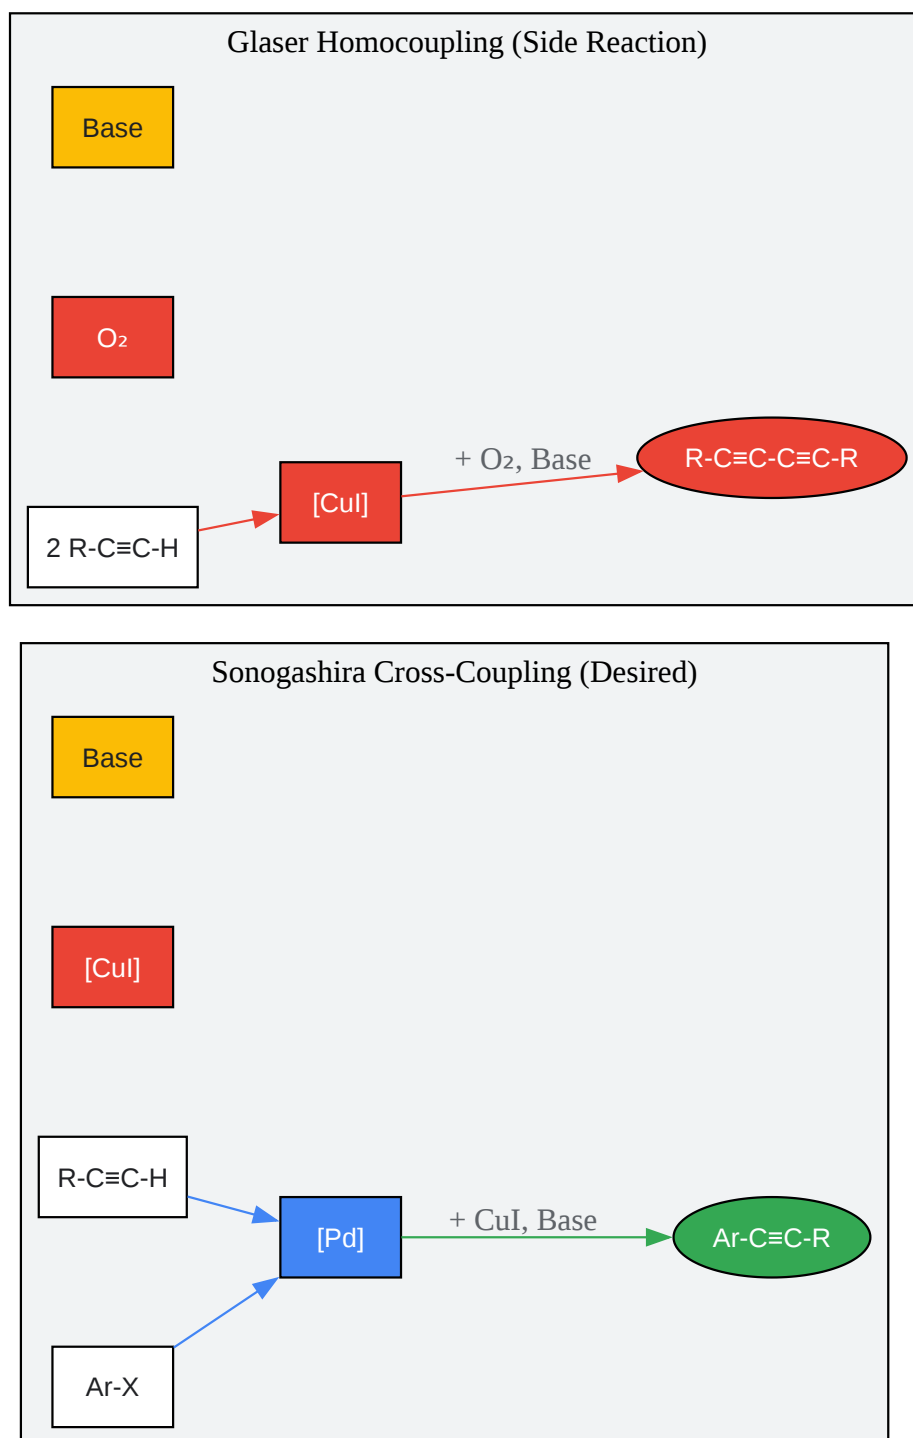 Glaser Homocoupling (Side Reaction)
Base
O₂
+ O₂, Base
R-C≡C-C≡C-R
[CuI]
2 R-C≡C-H
Sonogashira Cross-Coupling (Desired)
Base
[CuI]
R-C≡C-H
+ CuI, Base
[Pd]
Ar-C≡C-R
Ar-X